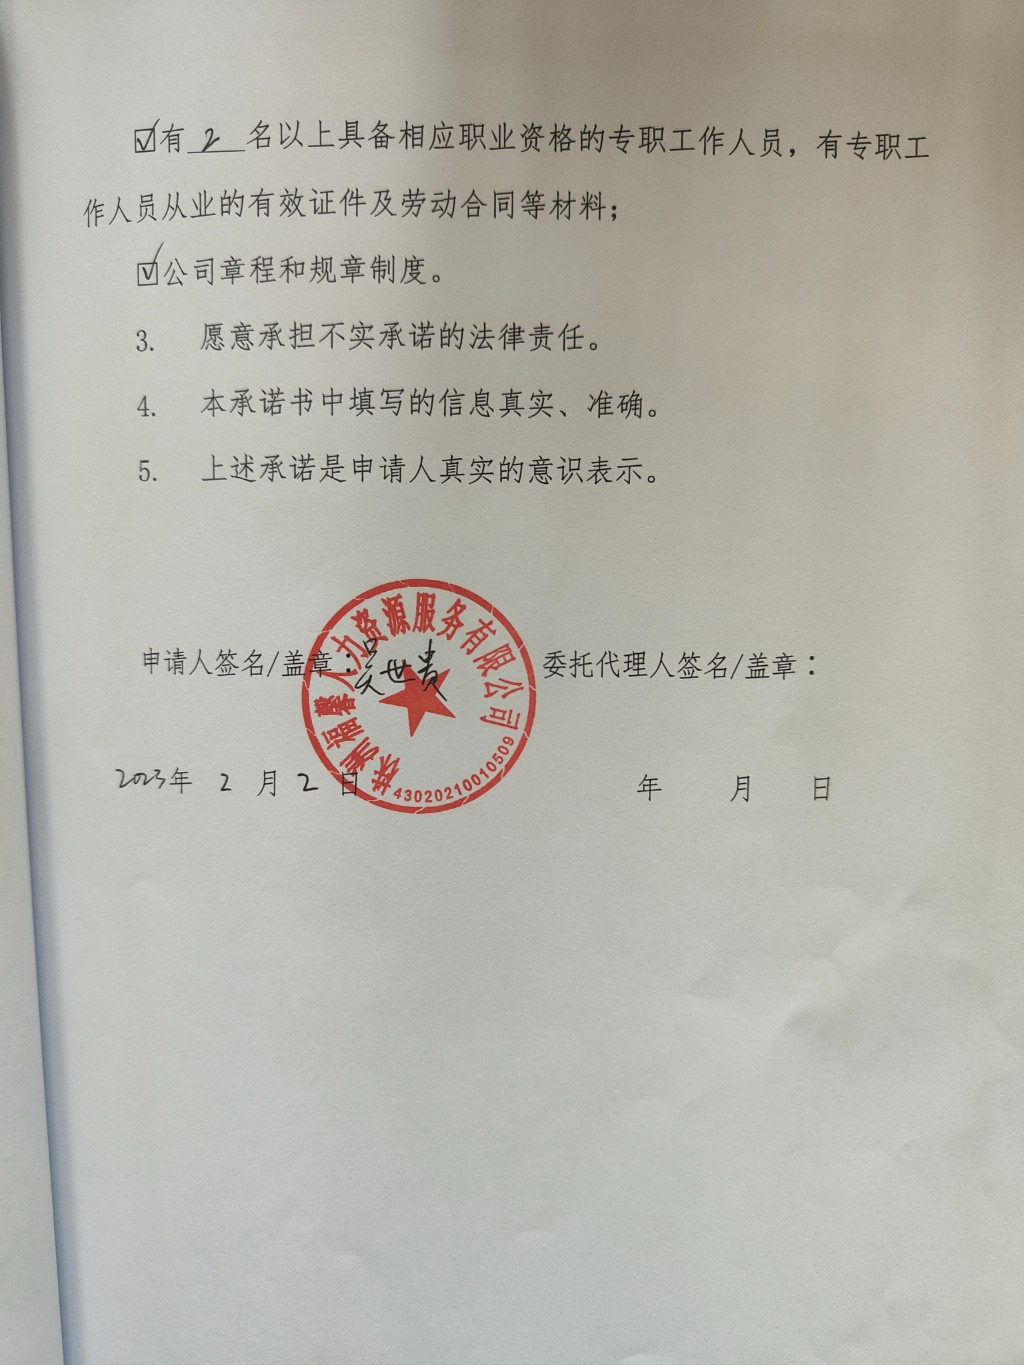 ☑有 2 名以上具备相应职业资格的专职工作人员，有专职工
作人员从业的有效证件及劳动合同等材料；
☑公司章程和规章制度。
3. 愿意承担不实承诺的法律责任。
4. 本承诺书中填写的信息真实、准确。
5. 上述承诺是申请人真实的意识表示。
株洲福馨人力资源服务有限公司
申请人签名/盖章：吴世贵 委托代理人签名/盖章：
2023年 2 月 2 日 年 月 日
43020210010509